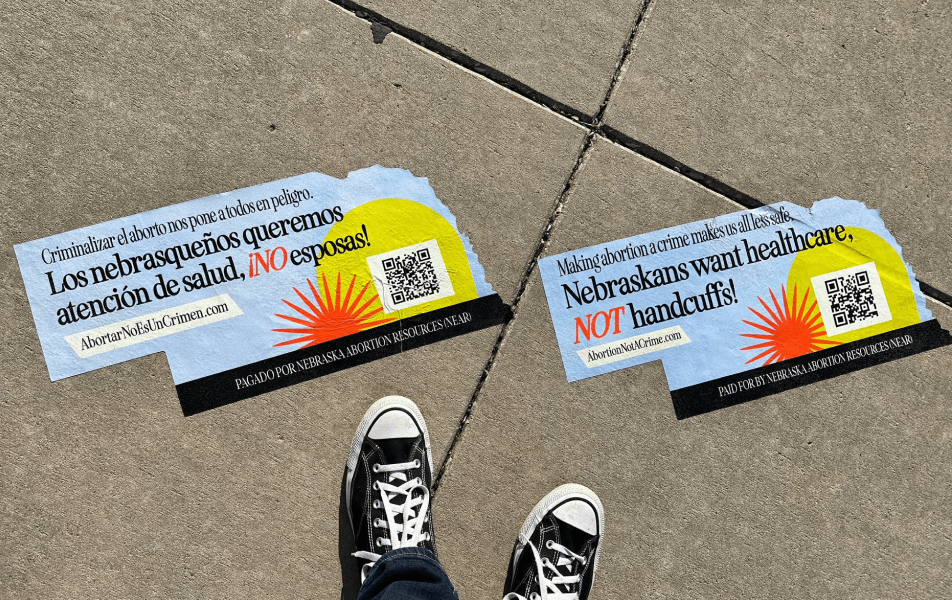 Criminalizar el aborto nos pone a todos en peligro.
Los nebrasqueños queremos
atención de salud, ¡NO esposas!
AbortarNoEsUnCrimen.com
PAGADO POR NEBRASKA ABORTION RESOURCES (NEAR)
Making abortion a crime makes us all less safe.
Nebraskans want healthcare,
NOT handcuffs!
AbortionNotACrime.com
PAID FOR BY NEBRASKA ABORTION RESOURCES (NEAR)